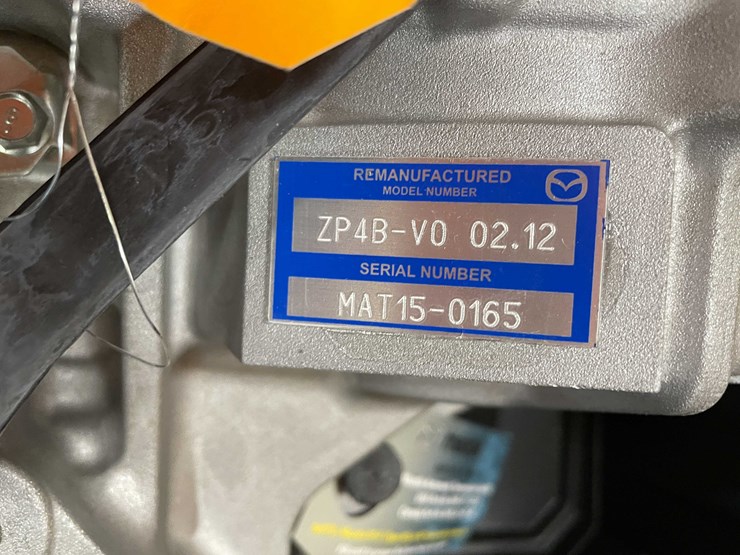 REMANUFACTURED
MODEL NUMBER
ZP4B-V0 02.12
SERIAL NUMBER
MAT15-0165